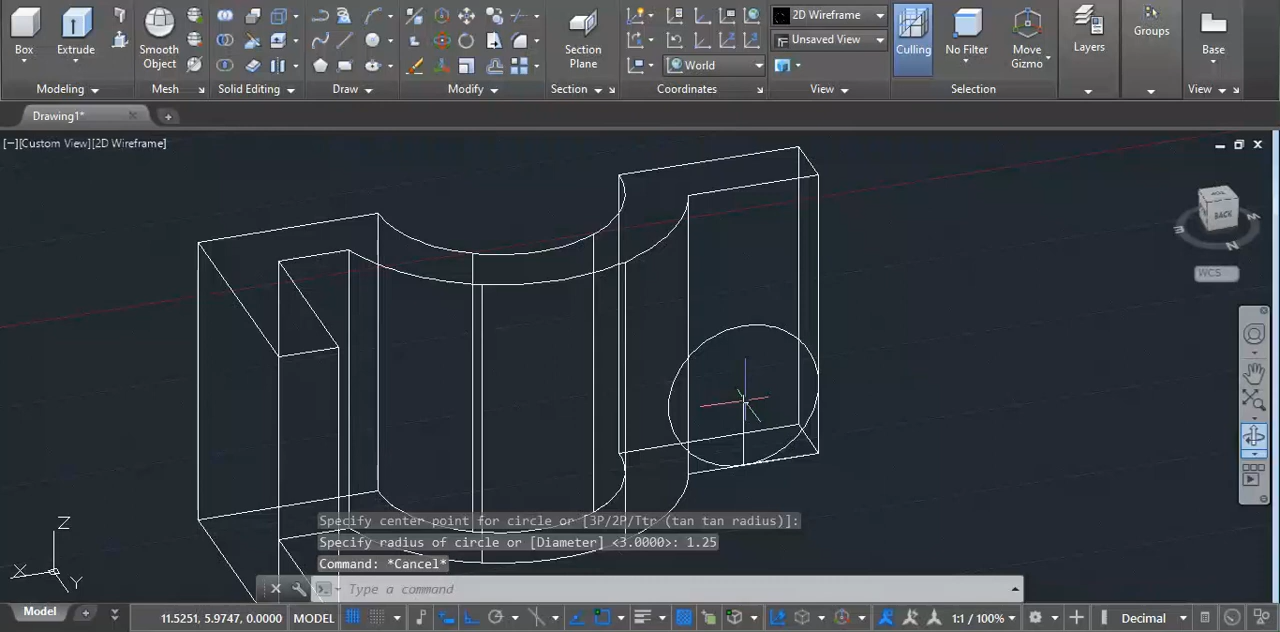 Box
Extrude
Smooth
Object
Section
Plane
2D Wireframe
Unsaved View
World
Culling
No Filter
Move
Gizmo
Layers
Groups
Base
Modeling
Mesh
Solid Editing
Draw
Modify
Section
Coordinates
View
Selection
View
Drawing1*
[−][Custom View][2D Wireframe]
BACK
M
E
N
WCS
Z
X
Y
Specify center point for circle or [3P/2P/Ttr (tan tan radius)]:
Specify radius of circle or [Diameter] <3.0000>: 1.25
Command: *Cancel*
Type a command
Model
11.5251, 5.9747, 0.0000
MODEL
1:1 / 100%
Decimal